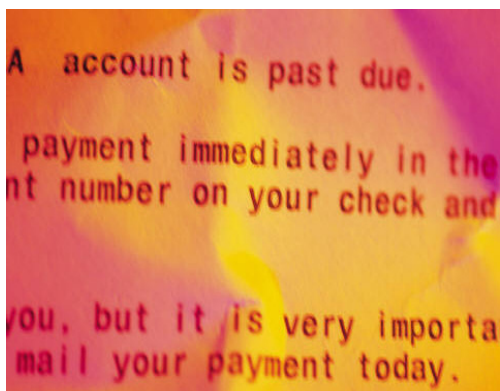 A account is past due.
payment immediately in the
nt number on your check and
you, but it is very importa
mail your payment today.